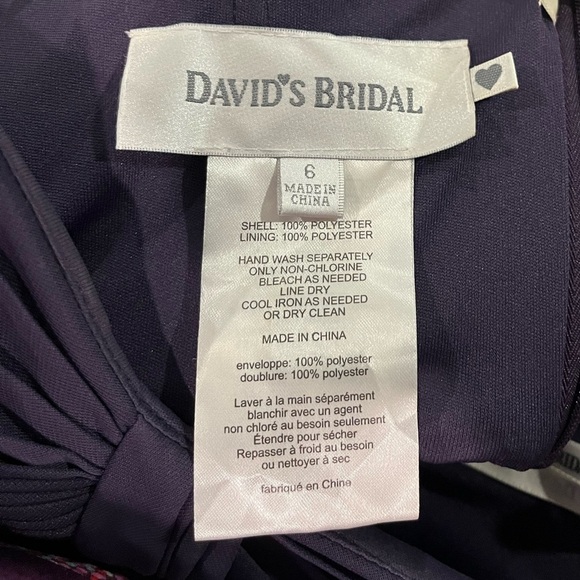 DAVID'S BRIDAL
6
MADE IN
CHINA
SHELL: 100% POLYESTER
LINING: 100% POLYESTER
HAND WASH SEPARATELY
ONLY NON-CHLORINE
BLEACH AS NEEDED
LINE DRY
COOL IRON AS NEEDED
OR DRY CLEAN
MADE IN CHINA
enveloppe: 100% polyester
doublure: 100% polyester
Laver à la main séparément
blanchir avec un agent
non chloré au besoin seulement
Étendre pour sécher
Repasser à froid au besoin
ou nettoyer à sec
fabriqué en Chine